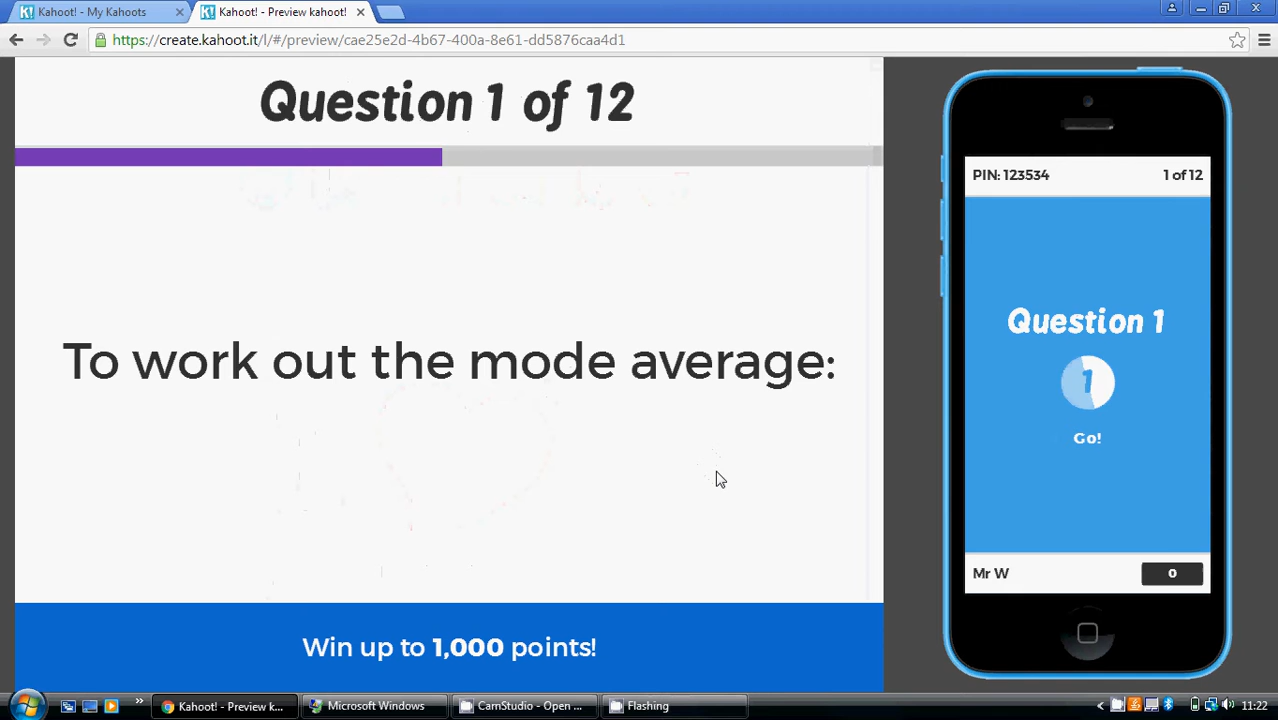 Kahoot! - My Kahoots
Kahoot! - Preview kahoot!
https://create.kahoot.it/l/#/preview/cae25e2d-4b67-400a-8e61-dd5876caa4d1
Question 1 of 12
To work out the mode average:
Win up to 1,000 points!
PIN: 123534
1 of 12
Question 1
1
Go!
Mr W
0
Kahoot! - Preview k...
Microsoft Windows
CamStudio - Open ...
Flashing
11:22